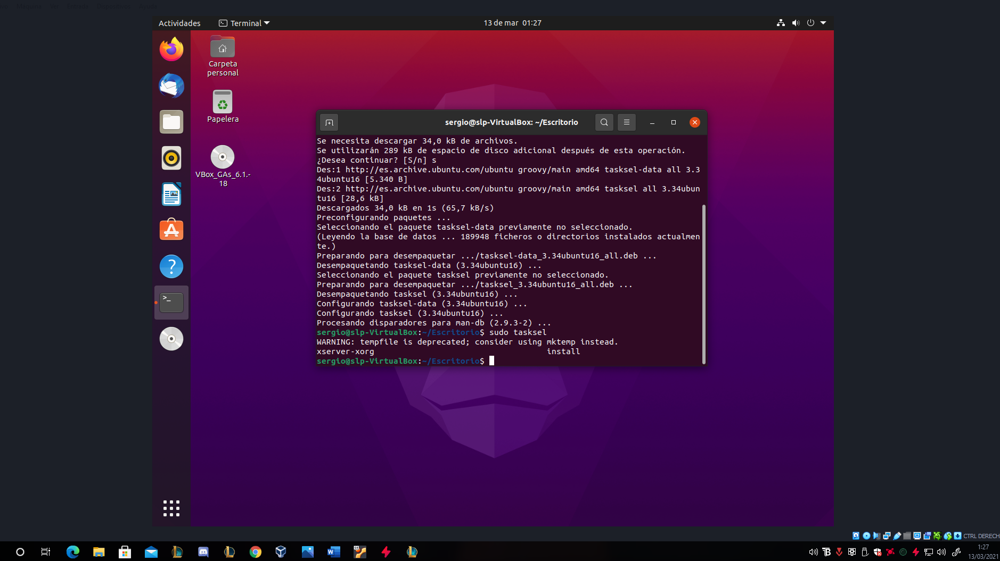 Máquina Ver Entrada Dispositivos Ayuda
Actividades
Terminal
13 de mar 01:27
Carpeta
personal
Papelera
VBox_GAs_6.1.-
18
sergio@slp-VirtualBox: ~/Escritorio
Se necesita descargar 34,0 kB de archivos.
Se utilizarán 289 kB de espacio de disco adicional después de esta operación.
¿Desea continuar? [S/n] s
Des:1 http://es.archive.ubuntu.com/ubuntu groovy/main amd64 tasksel-data all 3.3
4ubuntu16 [5.340 B]
Des:2 http://es.archive.ubuntu.com/ubuntu groovy/main amd64 tasksel all 3.34ubun
tu16 [28,6 kB]
Descargados 34,0 kB en 1s (65,7 kB/s)
Preconfigurando paquetes ...
Seleccionando el paquete tasksel-data previamente no seleccionado.
(Leyendo la base de datos ... 189948 ficheros o directorios instalados actualmen
te.)
Preparando para desempaquetar .../tasksel-data_3.34ubuntu16_all.deb ...
Desempaquetando tasksel-data (3.34ubuntu16) ...
Seleccionando el paquete tasksel previamente no seleccionado.
Preparando para desempaquetar .../tasksel_3.34ubuntu16_all.deb ...
Desempaquetando tasksel (3.34ubuntu16) ...
Configurando tasksel-data (3.34ubuntu16) ...
Configurando tasksel (3.34ubuntu16) ...
Procesando disparadores para man-db (2.9.3-2) ...
sergio@slp-VirtualBox:~/Escritorio$ sudo tasksel
WARNING: tempfile is deprecated; consider using mktemp instead.
xserver-xorg install
sergio@slp-VirtualBox:~/Escritorio$
CTRL DERECH
1:27
13/03/2021